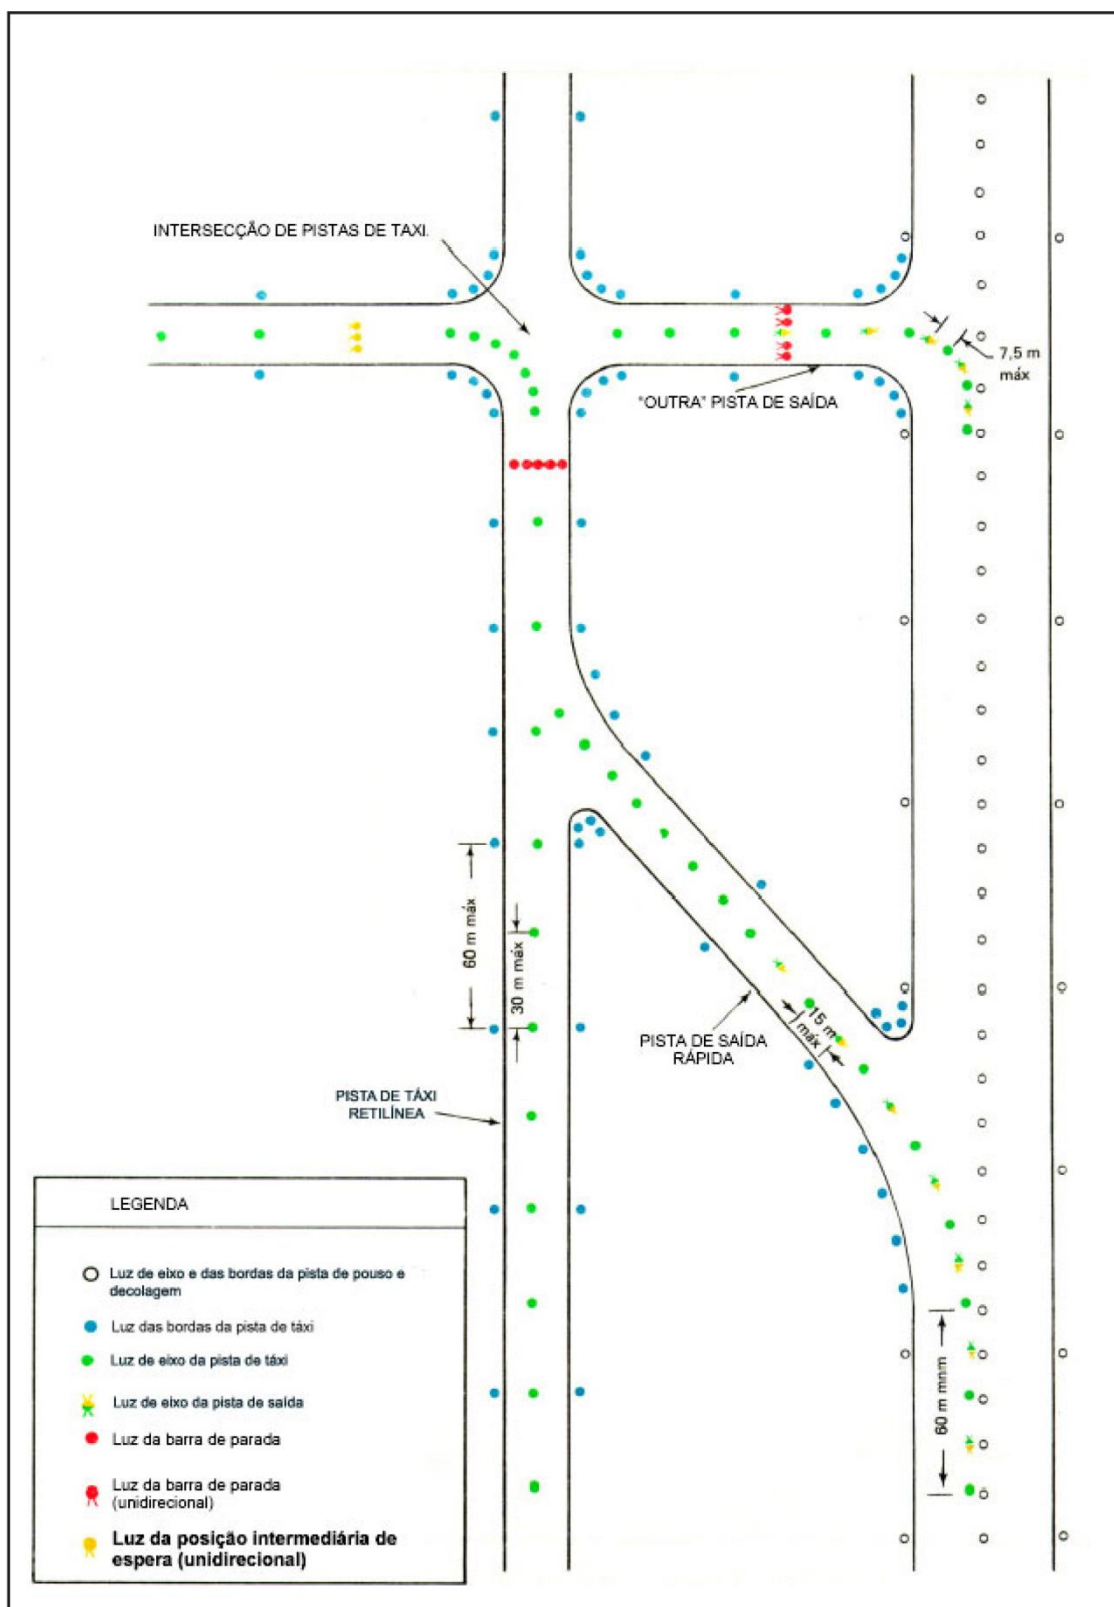 INTERSECÇÃO DE PISTAS DE TAXI.
7,5 m
máx
"OUTRA" PISTA DE SAÍDA
60 m máx
30 m máx
15 m
máx
PISTA DE SAÍDA
RÁPIDA
PISTA DE TÁXI
RETILÍNEA
60 m mnm
LEGENDA
Luz de eixo e das bordas da pista de pouso e
decolagem
Luz das bordas da pista de táxi
Luz de eixo da pista de táxi
Luz de eixo da pista de saída
Luz da barra de parada
Luz da barra de parada
(unidirecional)
Luz da posição intermediária de
espera (unidirecional)